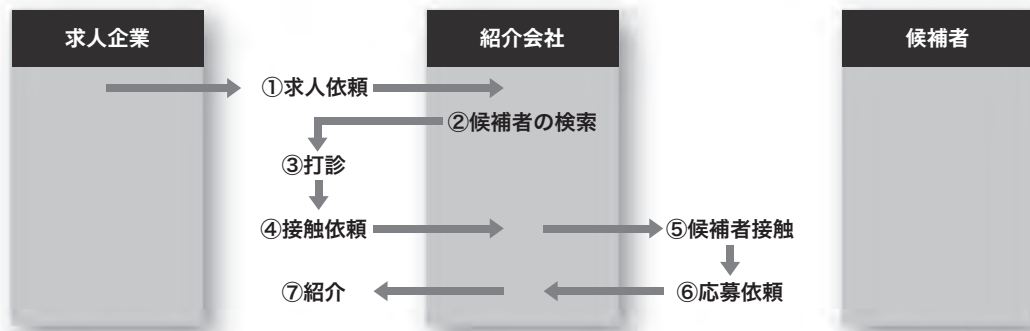 求人企業
紹介会社
候補者
①求人依頼
②候補者の検索
③打診
④接触依頼
⑤候補者接触
⑦紹介
⑥応募依頼